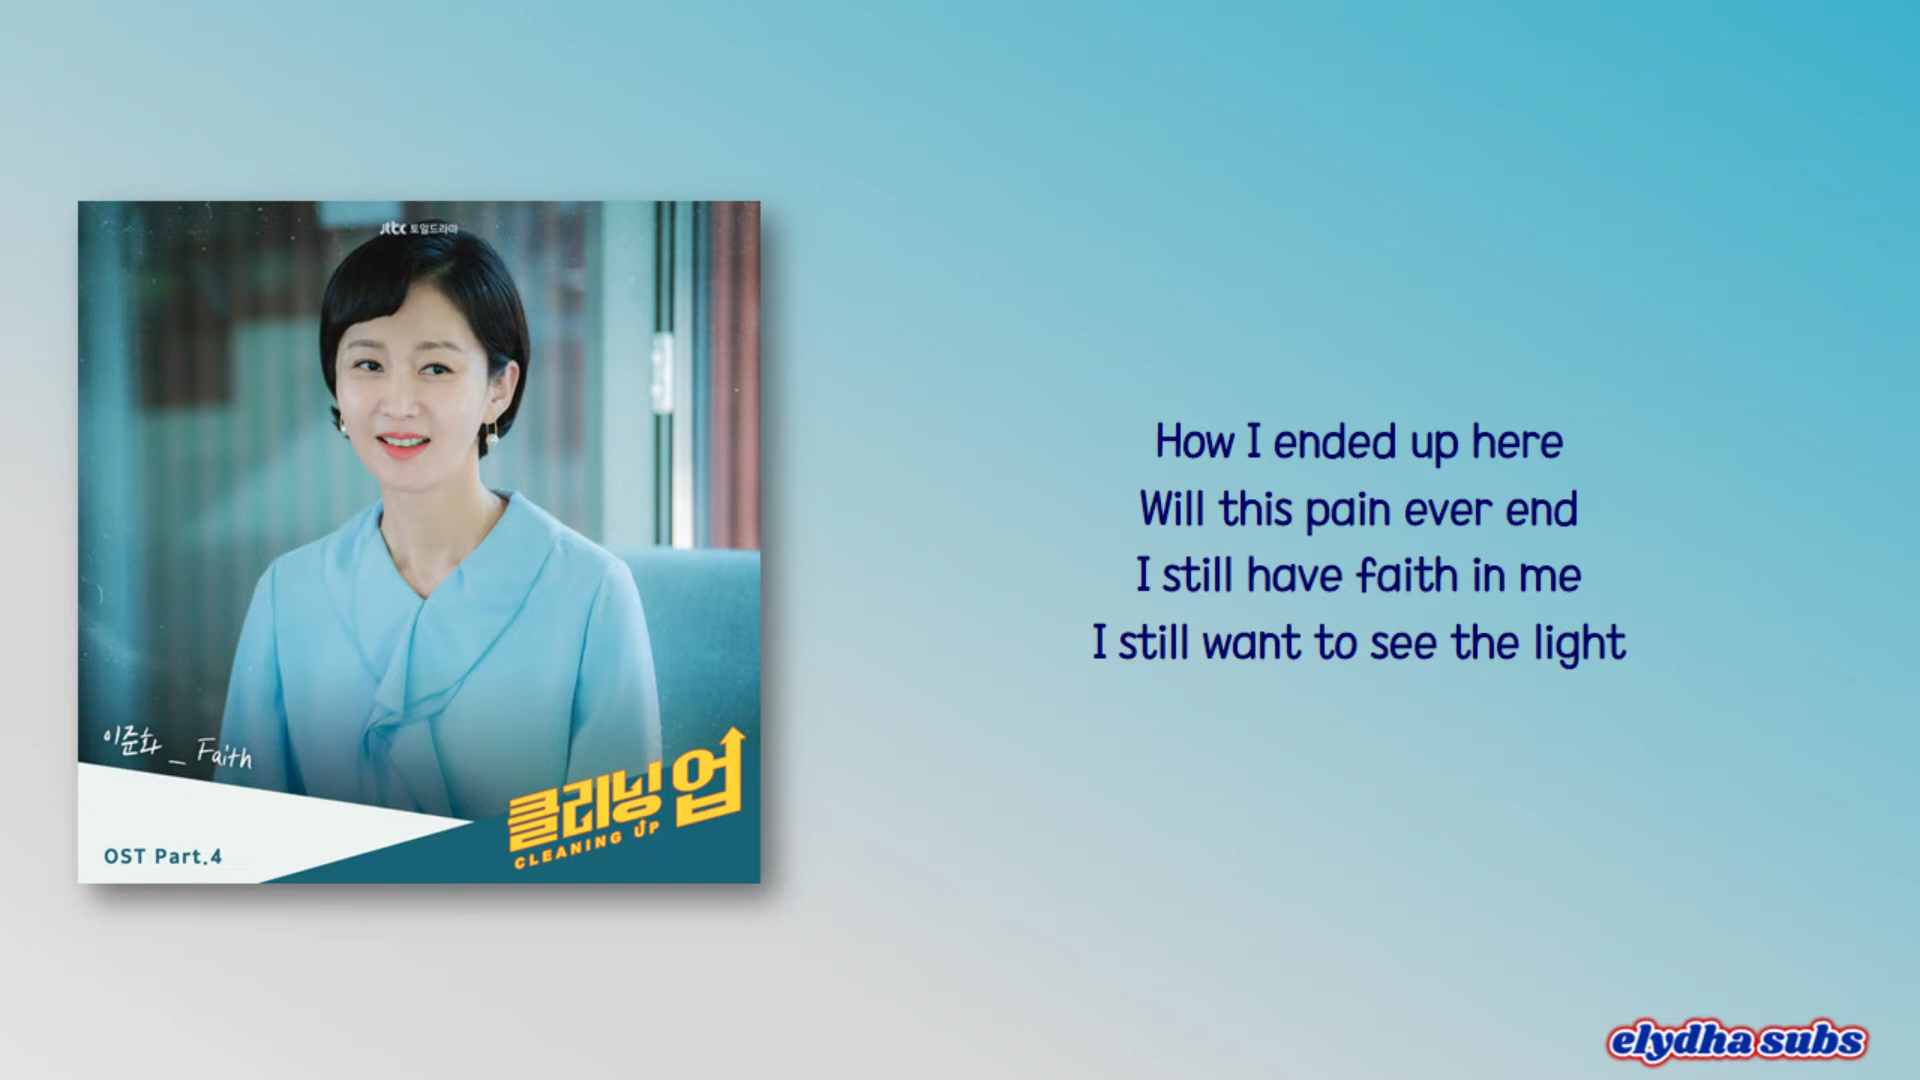 jtbc 토일드라마
이준화 _ Faith
클리닝 업
CLEANING UP
OST Part.4
How I ended up here
Will this pain ever end
I still have faith in me
I still want to see the light
elydha subs